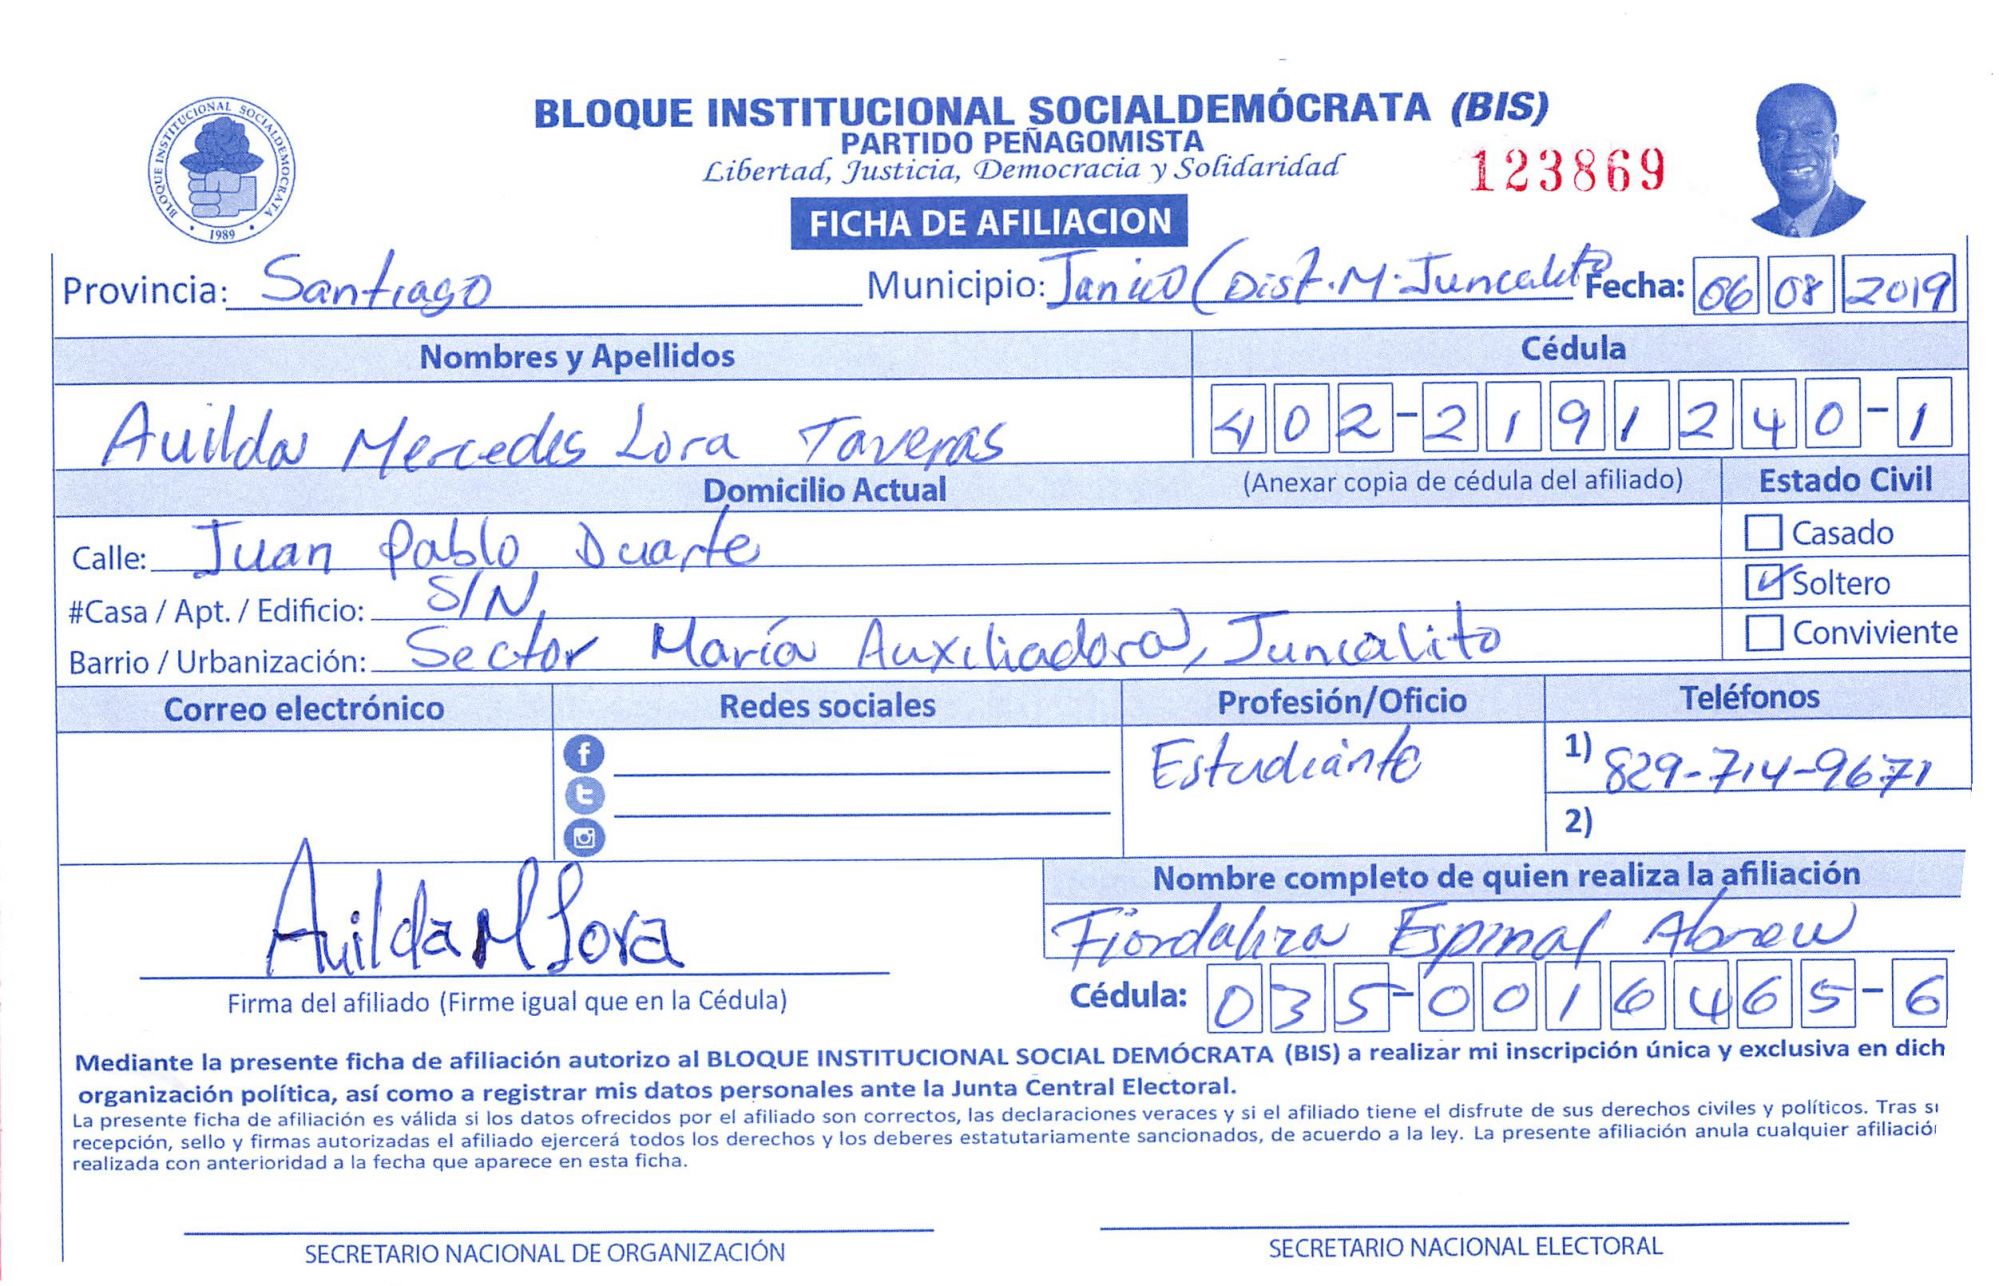 BLOQUE INSTITUCIONAL SOCIALDEMÓCRATA
1989
BLOQUE INSTITUCIONAL SOCIALDEMÓCRATA (BIS)
PARTIDO PEÑAGOMISTA
Libertad, Justicia, Democracia y Solidaridad
123869
FICHA DE AFILIACION
Provincia: Santiago Municipio: Janico (Dist. M. Juncalito Fecha: 06 08 2019
Nombres y Apellidos Cédula
Auilda Mercedes Lora Taveras 402-2191240-1
Domicilio Actual (Anexar copia de cédula del afiliado) Estado Civil
Calle: Juan Pablo Duarte Casado
#Casa / Apt. / Edificio: S/N, Soltero
Barrio / Urbanización: Sector María Auxiliadora, Juncalito Conviviente
Correo electrónico Redes sociales Profesión/Oficio Teléfonos
Estudiante 1) 829-714-9671
2)
Nombre completo de quien realiza la afiliación
Auilda M Lora Fiordaliza Espinal Abreu
Firma del afiliado (Firme igual que en la Cédula) Cédula: 035-0016465-6
Mediante la presente ficha de afiliación autorizo al BLOQUE INSTITUCIONAL SOCIAL DEMÓCRATA (BIS) a realizar mi inscripción única y exclusiva en dich
organización política, así como a registrar mis datos personales ante la Junta Central Electoral.
La presente ficha de afiliación es válida si los datos ofrecidos por el afiliado son correctos, las declaraciones veraces y si el afiliado tiene el disfrute de sus derechos civiles y políticos. Tras su
recepción, sello y firmas autorizadas el afiliado ejercerá todos los derechos y los deberes estatutariamente sancionados, de acuerdo a la ley. La presente afiliación anula cualquier afiliació
realizada con anterioridad a la fecha que aparece en esta ficha.
SECRETARIO NACIONAL DE ORGANIZACIÓN SECRETARIO NACIONAL ELECTORAL